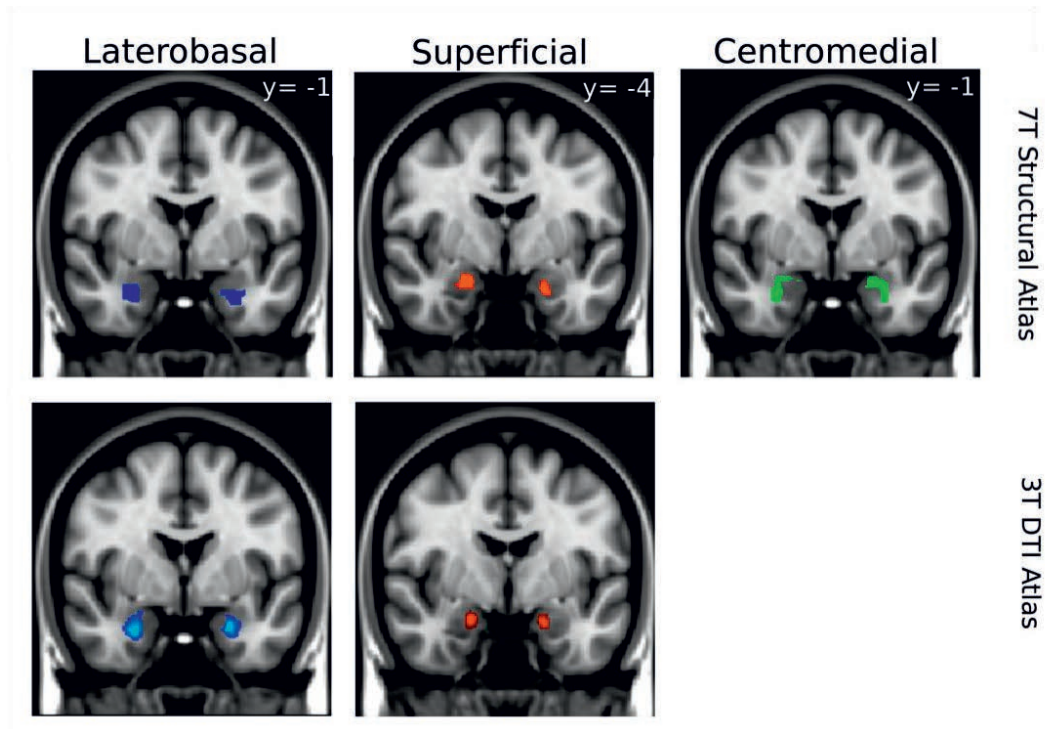 Laterobasal
Superficial
Centromedial
y= -1
y= -4
y= -1
7T Structural Atlas
3T DTI Atlas